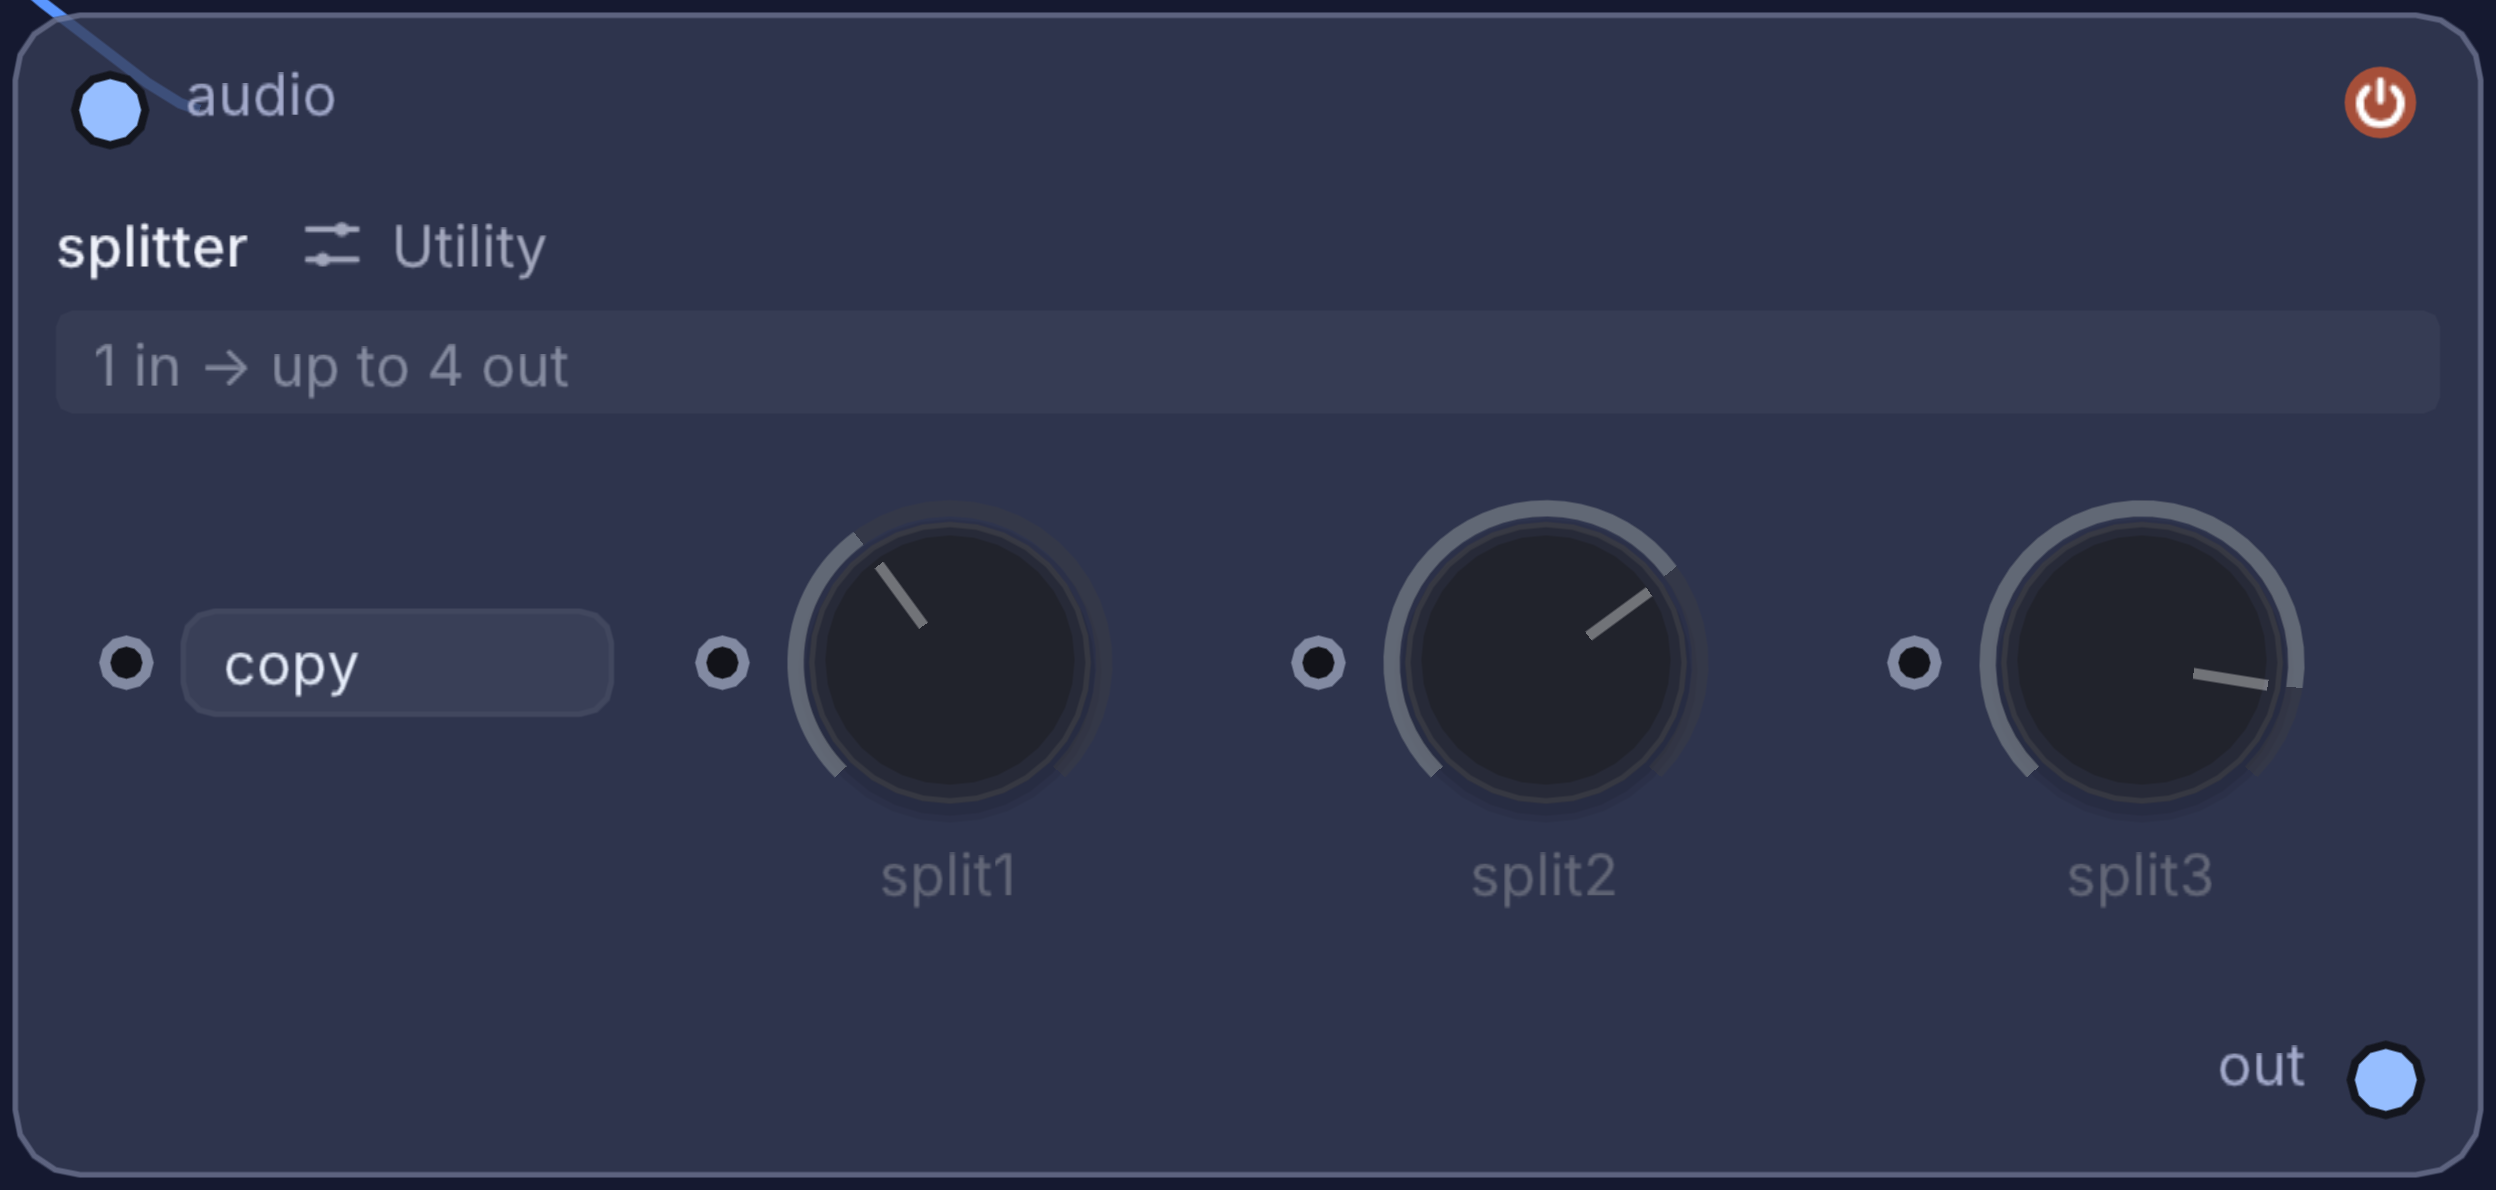 audio
splitter Utility
1 in → up to 4 out
copy
split1
split2
split3
out